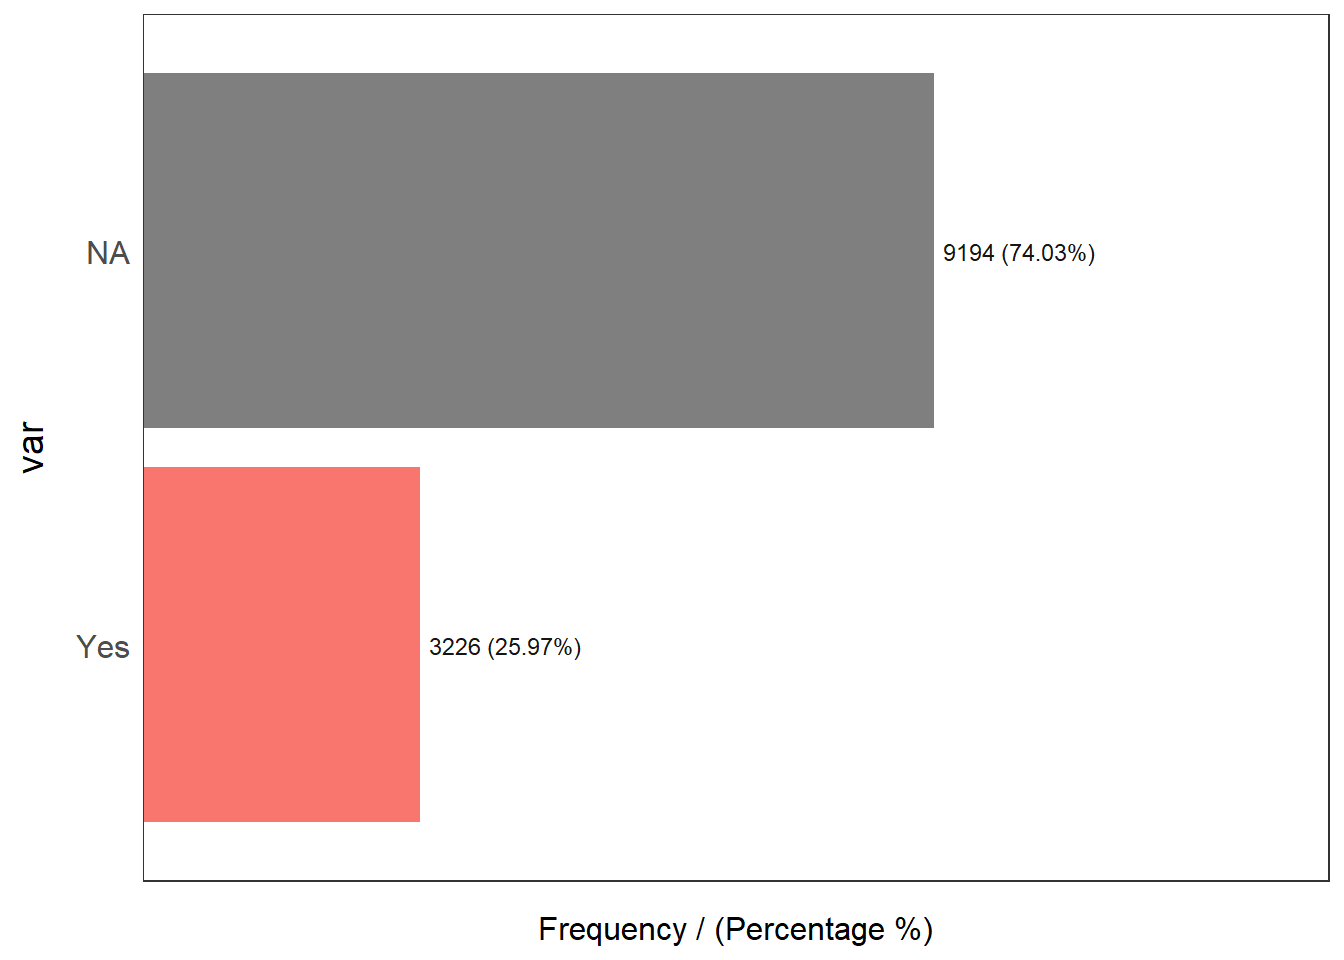 NA
9194 (74.03%)
var
Yes
3226 (25.97%)
Frequency / (Percentage %)